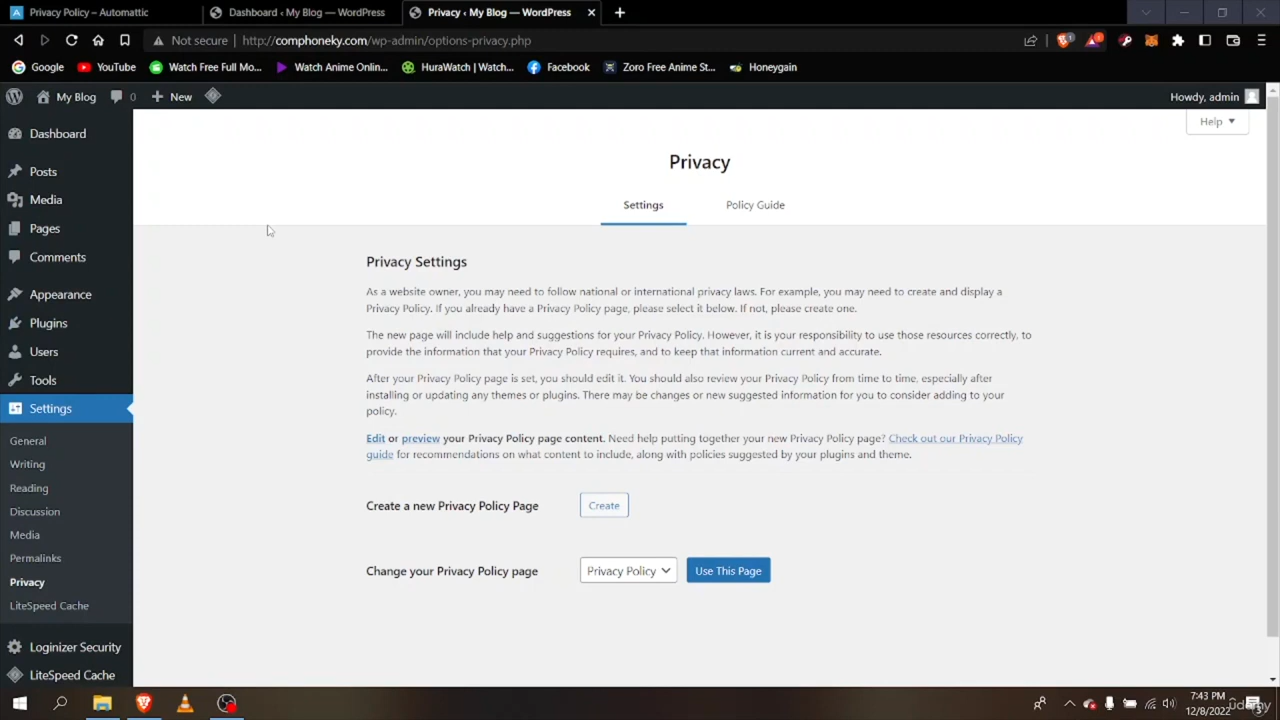 Privacy Policy – Automattic
Dashboard ‹ My Blog — WordPress
Privacy ‹ My Blog — WordPress
Not secure | http://comphoneky.com/wp-admin/options-privacy.php
Google YouTube Watch Free Full Mo... Watch Anime Onlin... HuraWatch | Watch... Facebook Zoro Free Anime St... Honeygain
My Blog 0 + New Howdy, admin
Help
Dashboard
Posts
Media
Pages
Comments
Appearance
Plugins
Users
Tools
Settings
General
Writing
Reading
Discussion
Media
Permalinks
Privacy
LiteSpeed Cache
Loginizer Security
LiteSpeed Cache
Privacy
Settings Policy Guide
Privacy Settings
As a website owner, you may need to follow national or international privacy laws. For example, you may need to create and display a
Privacy Policy. If you already have a Privacy Policy page, please select it below. If not, please create one.
The new page will include help and suggestions for your Privacy Policy. However, it is your responsibility to use those resources correctly, to
provide the information that your Privacy Policy requires, and to keep that information current and accurate.
After your Privacy Policy page is set, you should edit it. You should also review your Privacy Policy from time to time, especially after
installing or updating any themes or plugins. There may be changes or new suggested information for you to consider adding to your
policy.
Edit or preview your Privacy Policy page content. Need help putting together your new Privacy Policy page? Check out our Privacy Policy
guide for recommendations on what content to include, along with policies suggested by your plugins and theme.
Create a new Privacy Policy Page Create
Change your Privacy Policy page Privacy Policy Use This Page
7:43 PM
12/8/2022
udemy